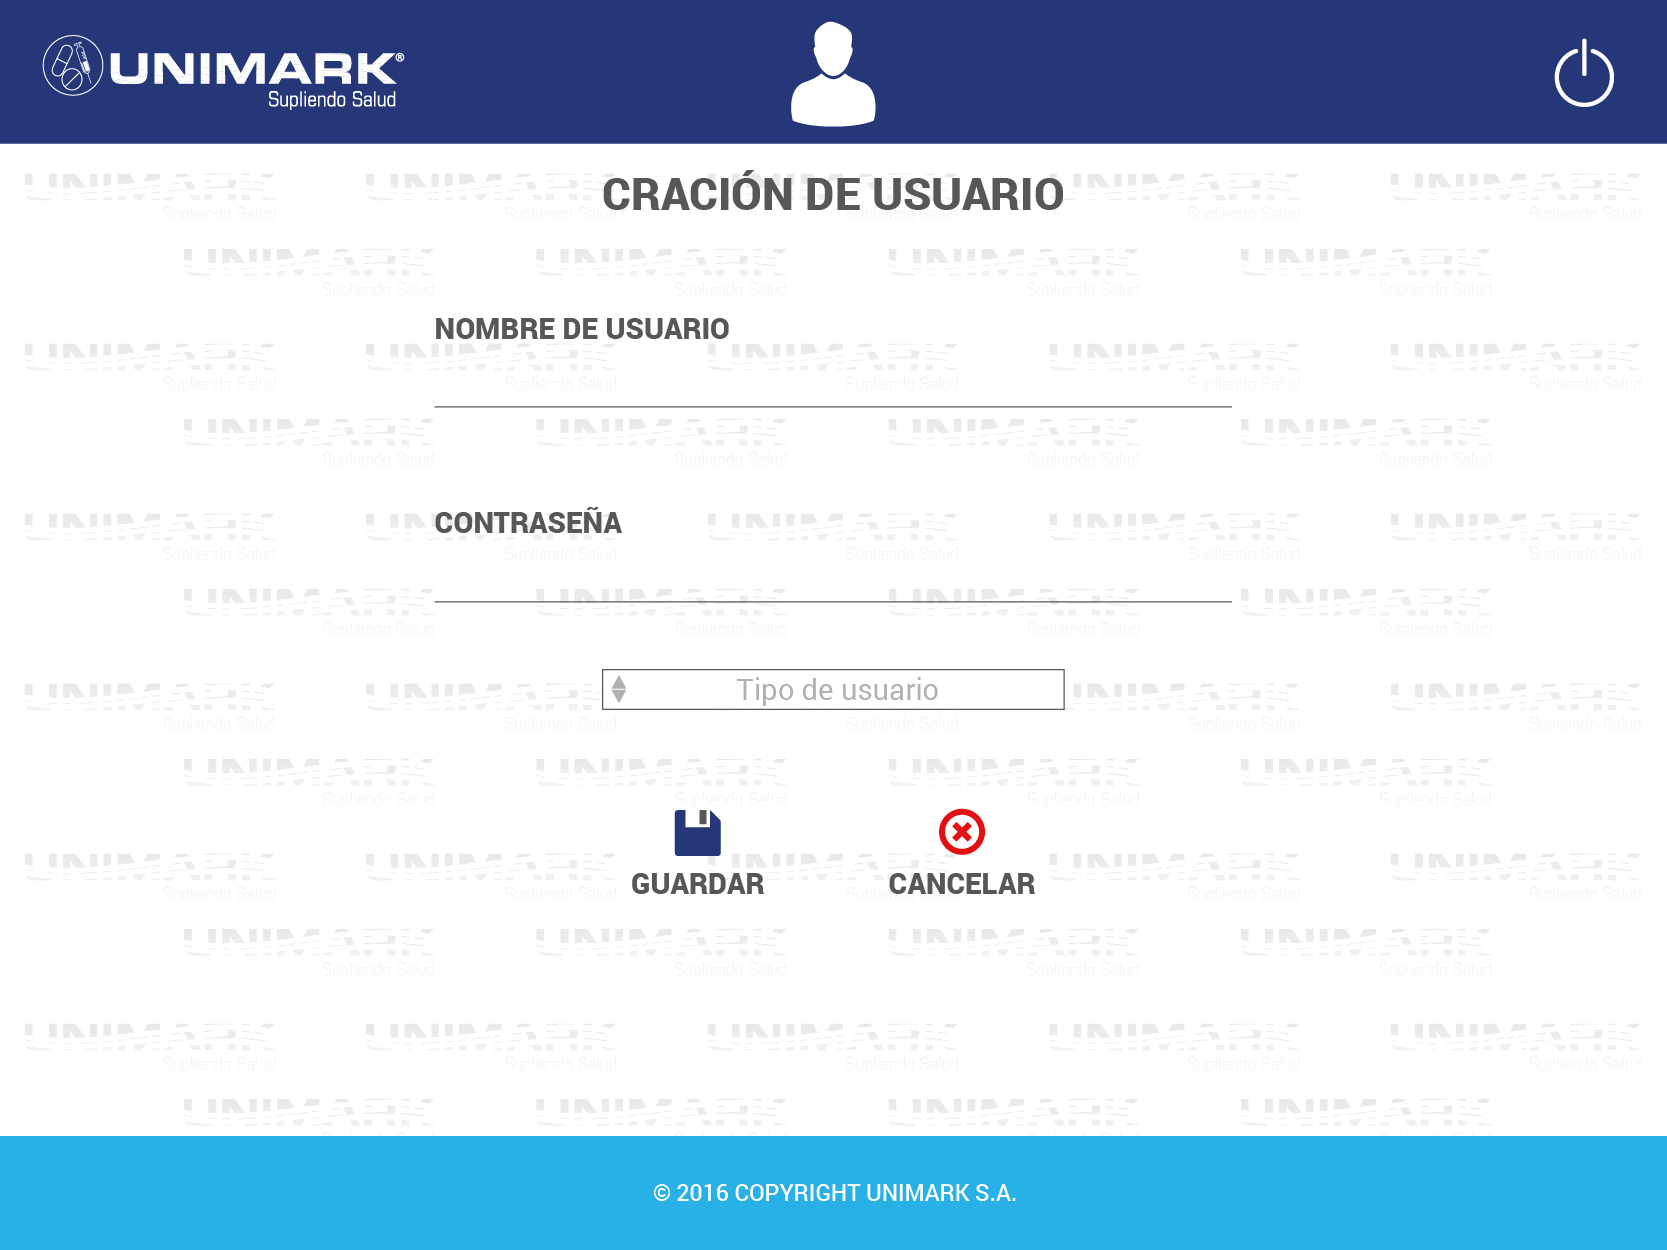 UNIMARK®
Supliendo Salud
CRACIÓN DE USUARIO
NOMBRE DE USUARIO
CONTRASEÑA
Tipo de usuario
GUARDAR CANCELAR
© 2016 COPYRIGHT UNIMARK S.A.